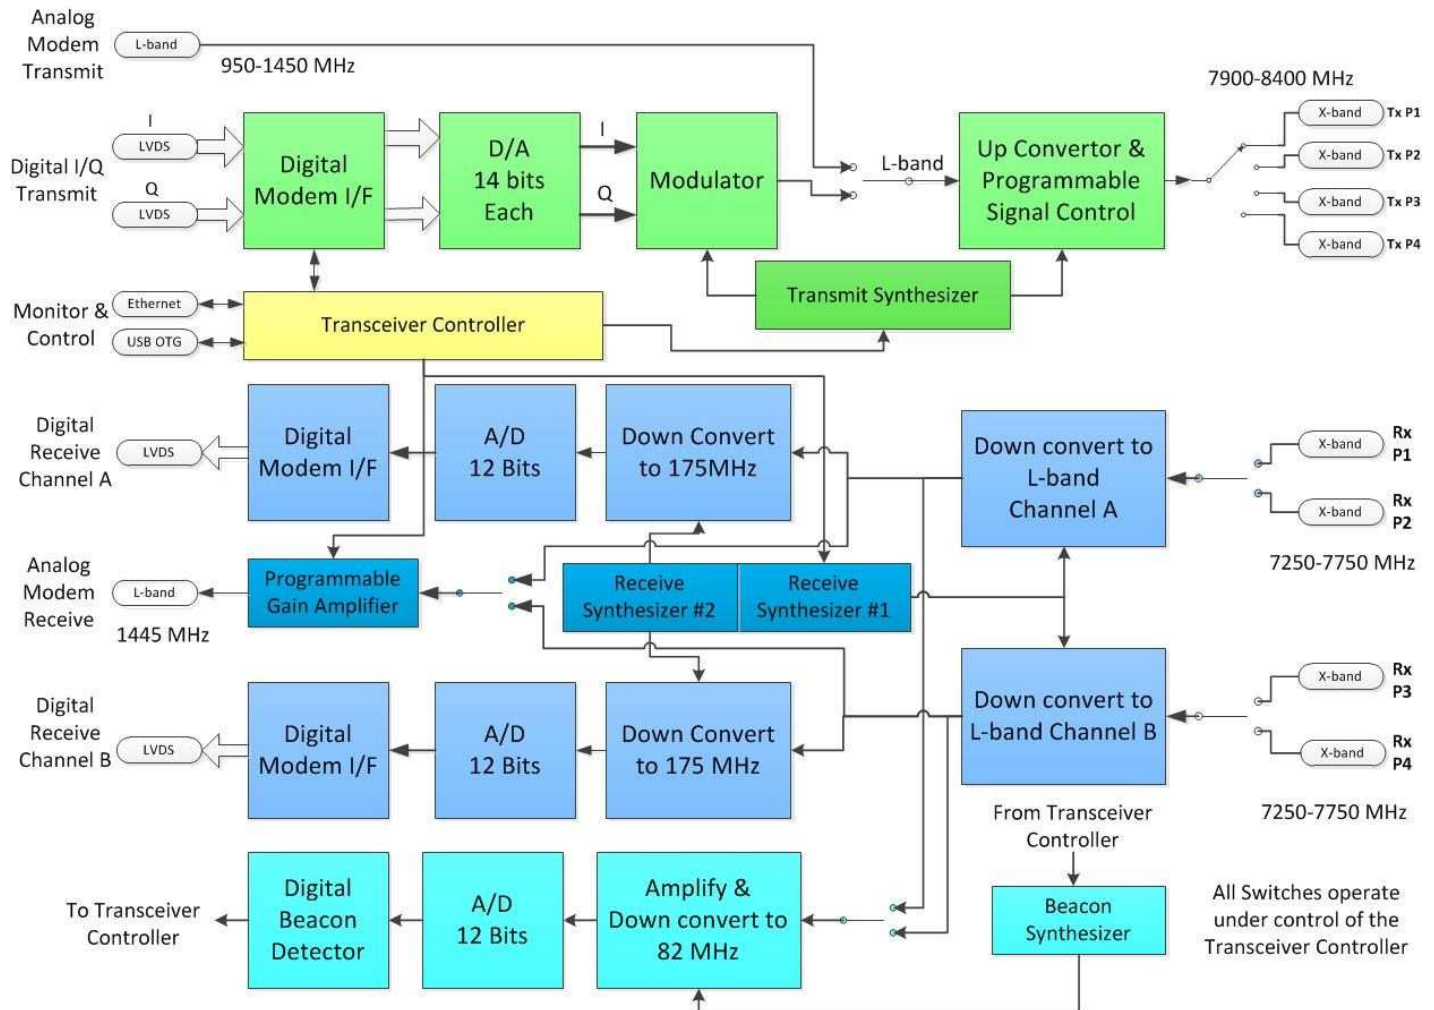 Analog
Modem
Transmit
L-band
950-1450 MHz
7900-8400 MHz
X-band Tx P1
X-band Tx P2
X-band Tx P3
X-band Tx P4
Digital I/Q
Transmit
I
LVDS
Q
LVDS
Digital
Modem I/F
D/A
14 bits
Each
I
Q
Modulator
L-band
Up Convertor &
Programmable
Signal Control
Transmit Synthesizer
Monitor &
Control
Ethernet
USB OTG
Transceiver Controller
Digital
Receive
Channel A
LVDS
Digital
Modem I/F
A/D
12 Bits
Down Convert
to 175MHz
Down convert to
L-band
Channel A
X-band
Rx
P1
X-band
Rx
P2
7250-7750 MHz
Analog
Modem
Receive
L-band
1445 MHz
Programmable
Gain Amplifier
Receive
Synthesizer #2
Receive
Synthesizer #1
Digital
Receive
Channel B
LVDS
Digital
Modem I/F
A/D
12 Bits
Down Convert
to 175 MHz
Down convert to
L-band Channel B
X-band
Rx
P3
X-band
Rx
P4
7250-7750 MHz
From Transceiver
Controller
To Transceiver
Controller
Digital
Beacon
Detector
A/D
12 Bits
Amplify &
Down convert to
82 MHz
Beacon
Synthesizer
All Switches operate
under control of the
Transceiver Controller